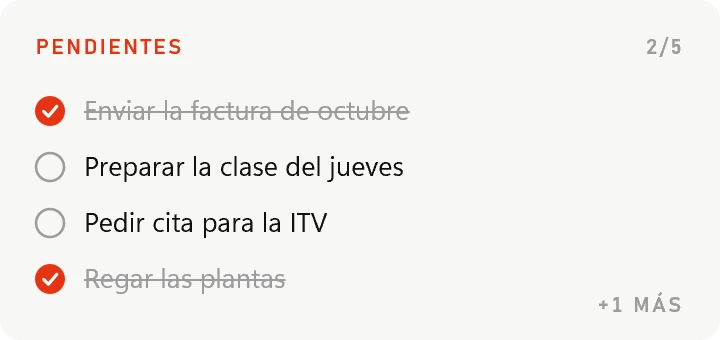 PENDIENTES 2/5
Enviar la factura de octubre
Preparar la clase del jueves
Pedir cita para la ITV
Regar las plantas
+1 MÁS